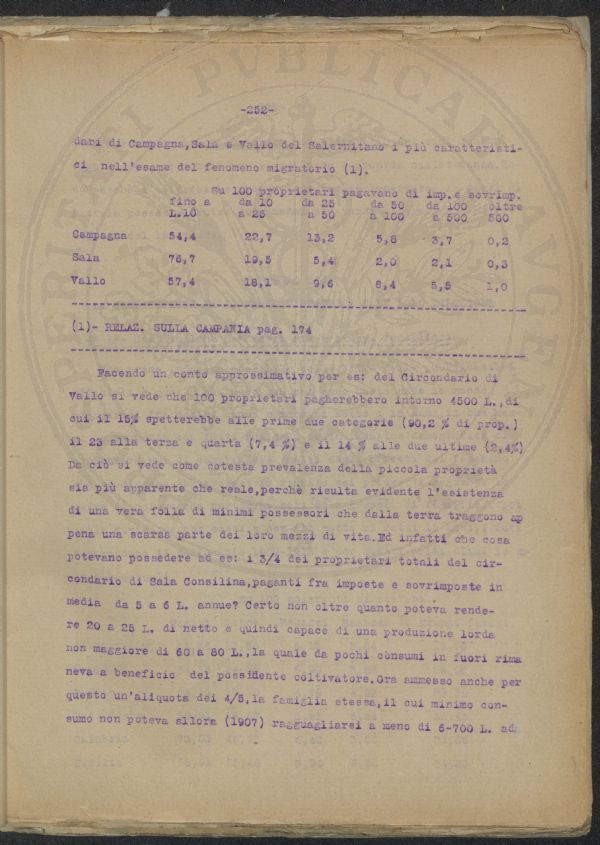 -252-
dari di Campagna,Sala e Vallo del Salernitano i più caratteristi-
ci nell'esame del fenomeno migratorio (1).
Su 100 proprietari pagavano di imp.e sovrimp.
fino a da 10 da 25 da 50 da 100 oltre
L.10 a 25 a 50 a 100 a 500 500
Campagna 54,4 22,7 13,2 5,8 3,7 0,2
Sala 76,7 19,5 5,4 2,0 2,1 0,3
Vallo 57,4 18,1 9,6 8,4 5,5 1,0
(1)- RELAZ. SULLA CAMPANIA pag. 174
Facendo un conto approssimativo per es: del Circondario di
Vallo si vede che 100 proprietari pagherebbero intorno 4500 L.,di
cui il 15% spetterebbe alle prime due categorie (90,2 % di prop.)
il 23 alla terza e quarta (7,4 %) e il 14 % alle due ultime (2,4%)
Da ciò si vede come cotesta prevalenza della piccola proprietà
sia più apparente che reale,perchè risulta evidente l'esistenza
di una vera folla di minimi possessori che dalla terra traggono ap
pena una scarsa parte dei loro mezzi di vita.Ed infatti che cosa
potevano possedere ad es: i 3/4 dei proprietari totali del cir-
condario di Sala Consilina,paganti fra imposte e sovrimposte in
media da 5 a 6 L. annue? Certo non oltre quanto poteva rende-
re 20 a 25 L. di netto e quindi capace di una produzione lorda
non maggiore di 60 a 80 L.,la quale da pochi cònsumi in fuori rima
neva a beneficio del possidente coltivatore.Ora ammesso anche per
questo un'aliquota dei 4/5,la famiglia stessa,il cui minimo con-
sumo non poteva allora (1907) ragguagliarsi a meno di 6-700 L. ad